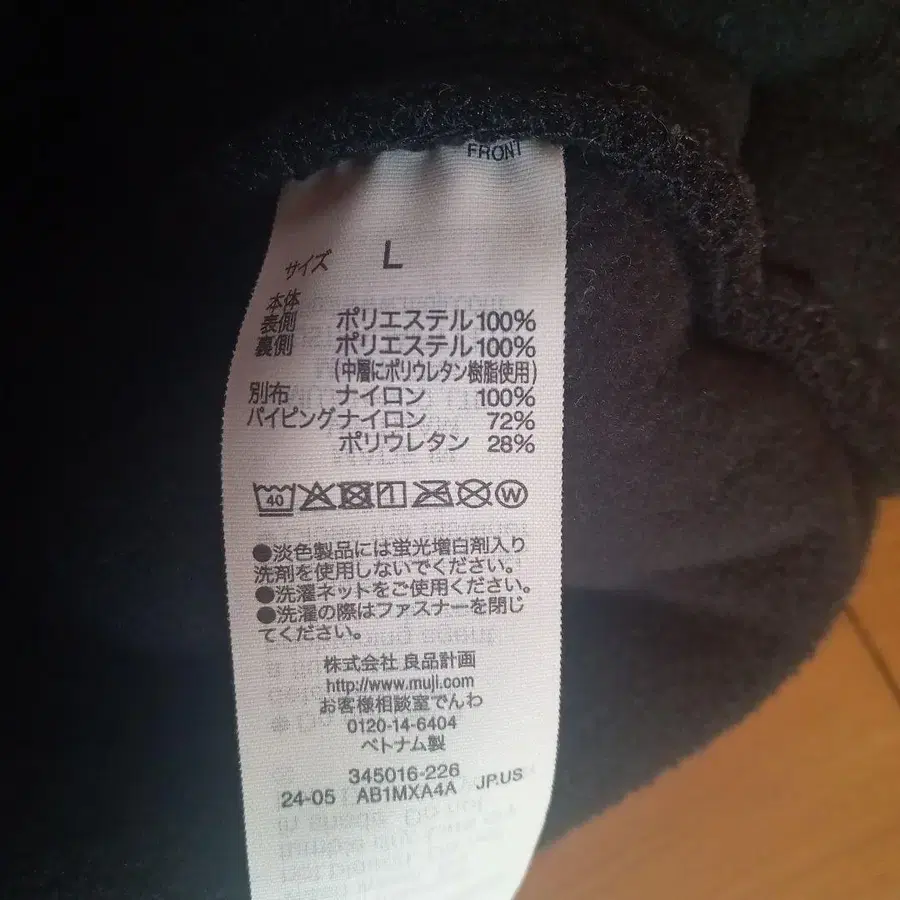 FRONT
サイズ L
本体
表側 ポリエステル100%
裏側 ポリエステル100%
(中層にポリウレタン樹脂使用)
別布 ナイロン 100%
パイピングナイロン 72%
ポリウレタン 28%
40 W
●淡色製品には蛍光増白剤入り
洗剤を使用しないでください。
●洗濯ネットをご使用ください。
●洗濯の際はファスナーを閉じ
てください。
株式会社 良品計画
http://www.muji.com
お客様相談室でんわ
0120-14-6404
ベトナム製
345016-226
24-05 AB1MXA4A JP.US